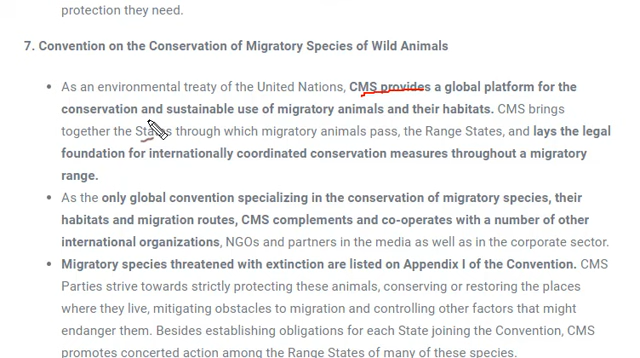 protection they need.
7. Convention on the Conservation of Migratory Species of Wild Animals
• As an environmental treaty of the United Nations, CMS provides a global platform for the
conservation and sustainable use of migratory animals and their habitats. CMS brings
together the States through which migratory animals pass, the Range States, and lays the legal
foundation for internationally coordinated conservation measures throughout a migratory
range.
• As the only global convention specializing in the conservation of migratory species, their
habitats and migration routes, CMS complements and co-operates with a number of other
international organizations, NGOs and partners in the media as well as in the corporate sector.
• Migratory species threatened with extinction are listed on Appendix I of the Convention. CMS
Parties strive towards strictly protecting these animals, conserving or restoring the places
where they live, mitigating obstacles to migration and controlling other factors that might
endanger them. Besides establishing obligations for each State joining the Convention, CMS
promotes concerted action among the Range States of many of these species.